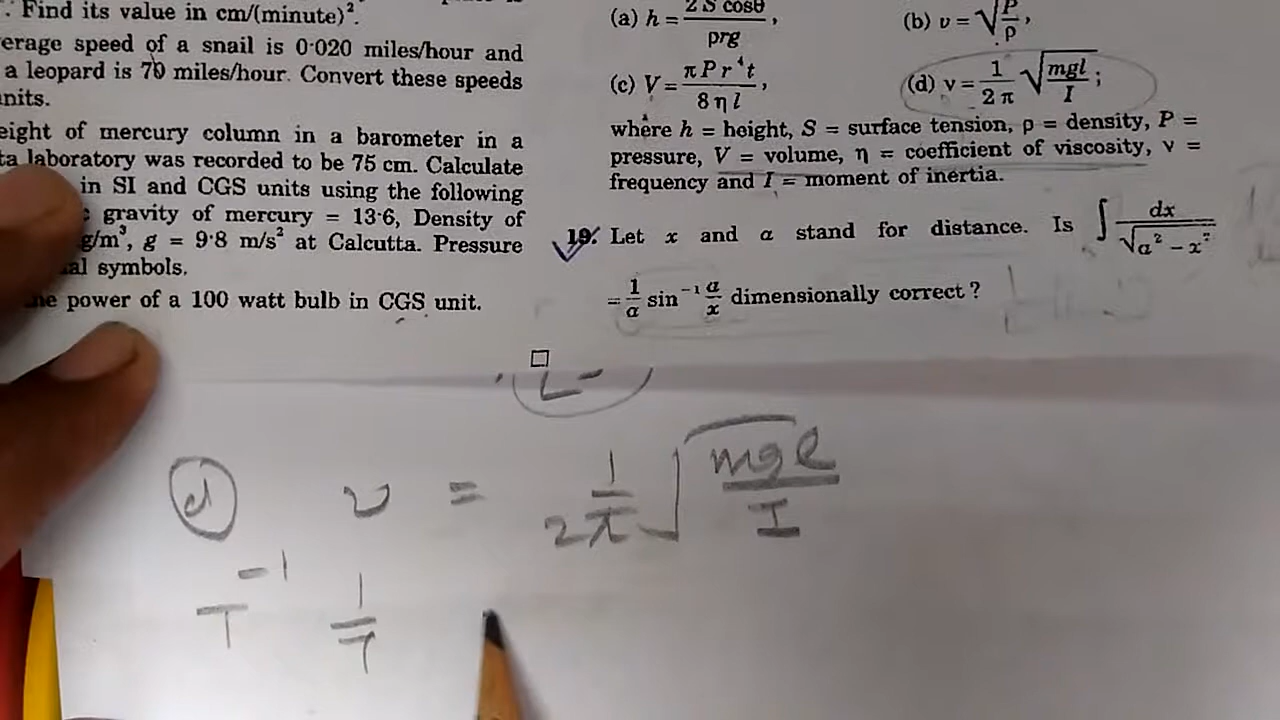 . Find its value in cm/(minute)².
erage speed of a snail is 0·020 miles/hour and
a leopard is 70 miles/hour. Convert these speeds
nits.
eight of mercury column in a barometer in a
ta laboratory was recorded to be 75 cm. Calculate
in SI and CGS units using the following
gravity of mercury = 13·6, Density of
g/m³, g = 9·8 m/s² at Calcutta. Pressure
al symbols.
ne power of a 100 watt bulb in CGS unit.
(a) h = 2 S cosθ / ρrg ,
(b) υ = √(P/ρ),
(c) V = π P r⁴ t / 8 η l ,
(d) ν = 1/2π √(mgl/I) ;
where h = height, S = surface tension, ρ = density, P =
pressure, V = volume, η = coefficient of viscosity, ν =
frequency and I = moment of inertia.
19. Let x and a stand for distance. Is ∫ dx/√(a² − x²)
= 1/a sin⁻¹ a/x dimensionally correct ?
(d) υ = 1/2π √(mgl/I)
T⁻¹ 1/T